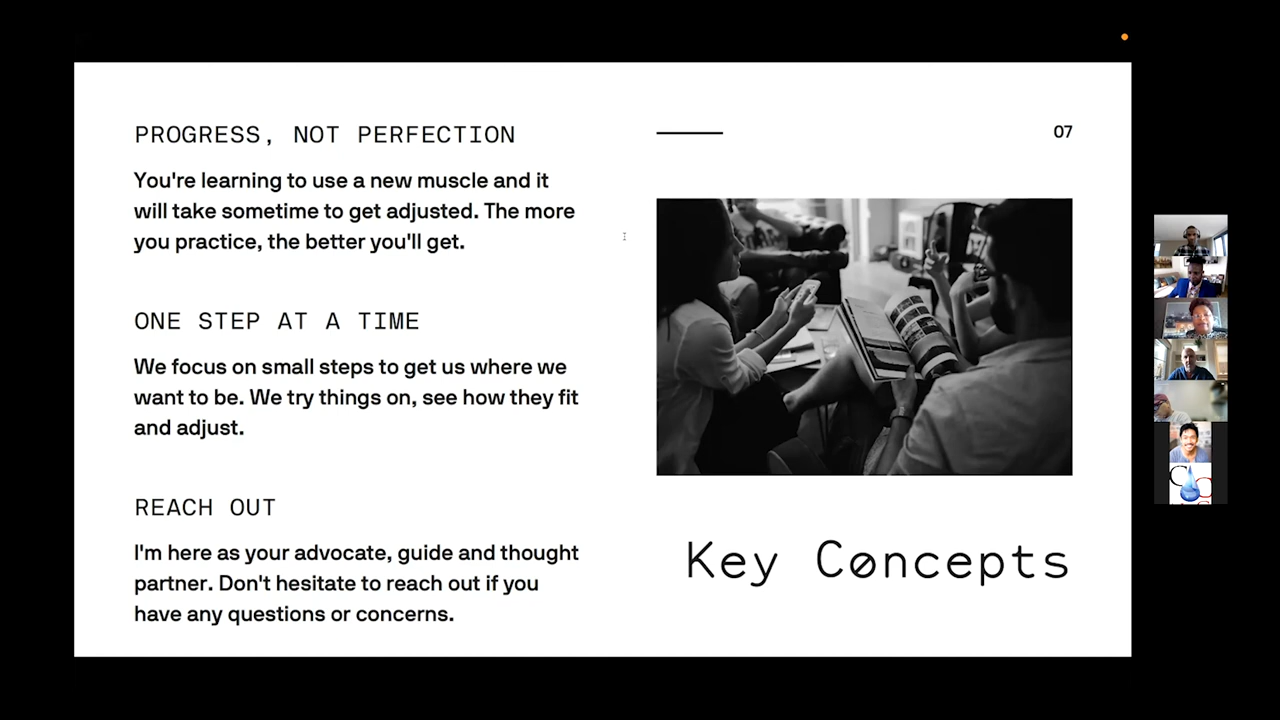 PROGRESS, NOT PERFECTION
You're learning to use a new muscle and it
will take sometime to get adjusted. The more
you practice, the better you'll get.
ONE STEP AT A TIME
We focus on small steps to get us where we
want to be. We try things on, see how they fit
and adjust.
REACH OUT
I'm here as your advocate, guide and thought
partner. Don't hesitate to reach out if you
have any questions or concerns.
07
Key Concepts